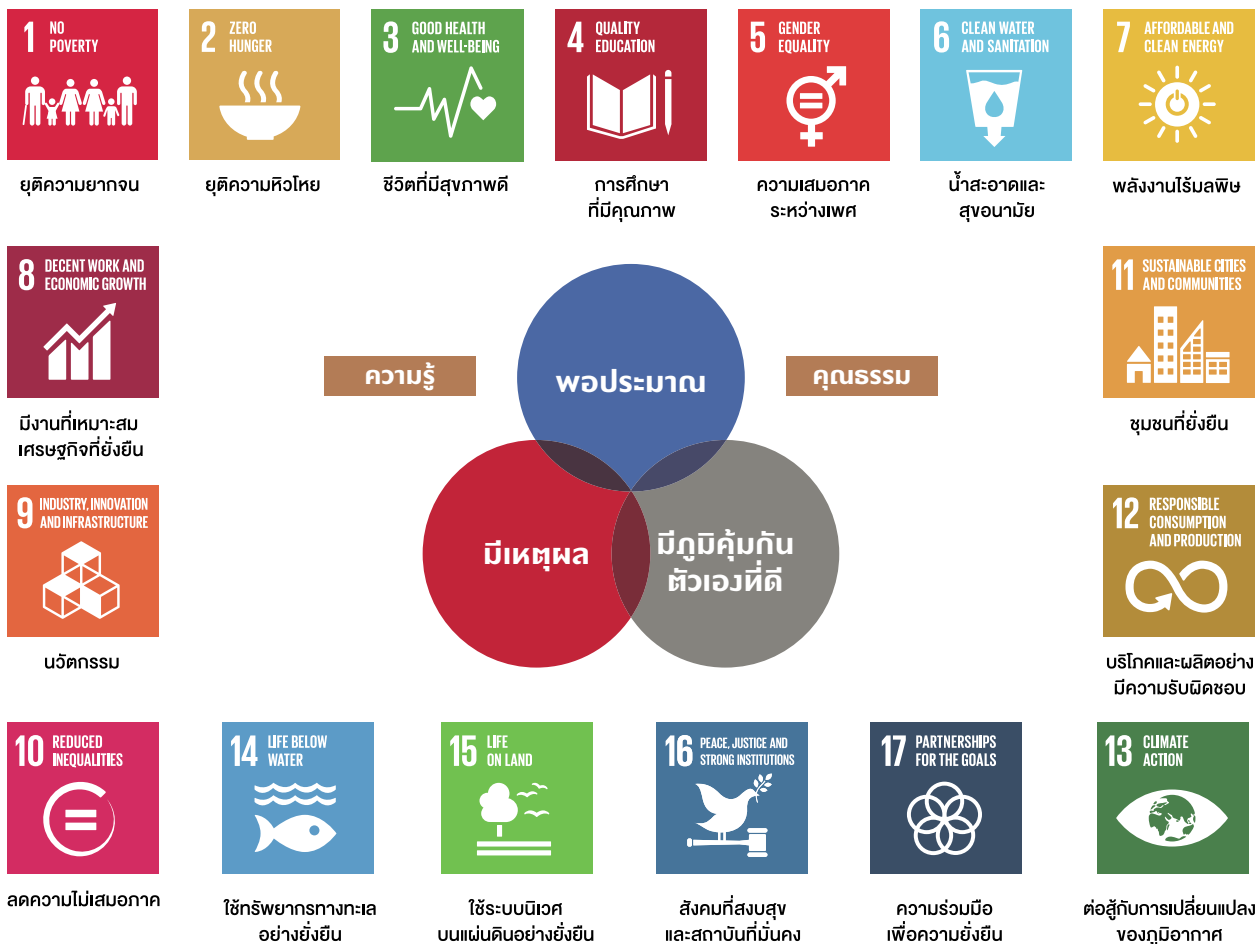 1 NO
POVERTY
ยุติความยากจน
2 ZERO
HUNGER
ยุติความหิวโหย
3 GOOD HEALTH
AND WELL-BEING
ชีวิตที่มีสุขภาพดี
4 QUALITY
EDUCATION
การศึกษา
ที่มีคุณภาพ
5 GENDER
EQUALITY
ความเสมอภาค
ระหว่างเพศ
6 CLEAN WATER
AND SANITATION
น้ำสะอาดและ
สุขอนามัย
7 AFFORDABLE AND
CLEAN ENERGY
พลังงานไร้มลพิษ
8 DECENT WORK AND
ECONOMIC GROWTH
มีงานที่เหมาะสม
เศรษฐกิจที่ยั่งยืน
ความรู้
พอประมาณ
คุณธรรม
11 SUSTAINABLE CITIES
AND COMMUNITIES
ชุมชนที่ยั่งยืน
9 INDUSTRY, INNOVATION
AND INFRASTRUCTURE
นวัตกรรม
มีเหตุผล
มีภูมิคุ้มกัน
ตัวเองที่ดี
12 RESPONSIBLE
CONSUMPTION
AND PRODUCTION
บริโภคและผลิตอย่าง
มีความรับผิดชอบ
10 REDUCED
INEQUALITIES
ลดความไม่เสมอภาค
14 LIFE BELOW
WATER
ใช้ทรัพยากรทางทะเล
อย่างยั่งยืน
15 LIFE
ON LAND
ใช้ระบบนิเวศ
บนแผ่นดินอย่างยั่งยืน
16 PEACE, JUSTICE AND
STRONG INSTITUTIONS
สังคมที่สงบสุข
และสถาบันที่มั่นคง
17 PARTNERSHIPS
FOR THE GOALS
ความร่วมมือ
เพื่อความยั่งยืน
13 CLIMATE
ACTION
ต่อสู้กับการเปลี่ยนแปลง
ของภูมิอากาศ